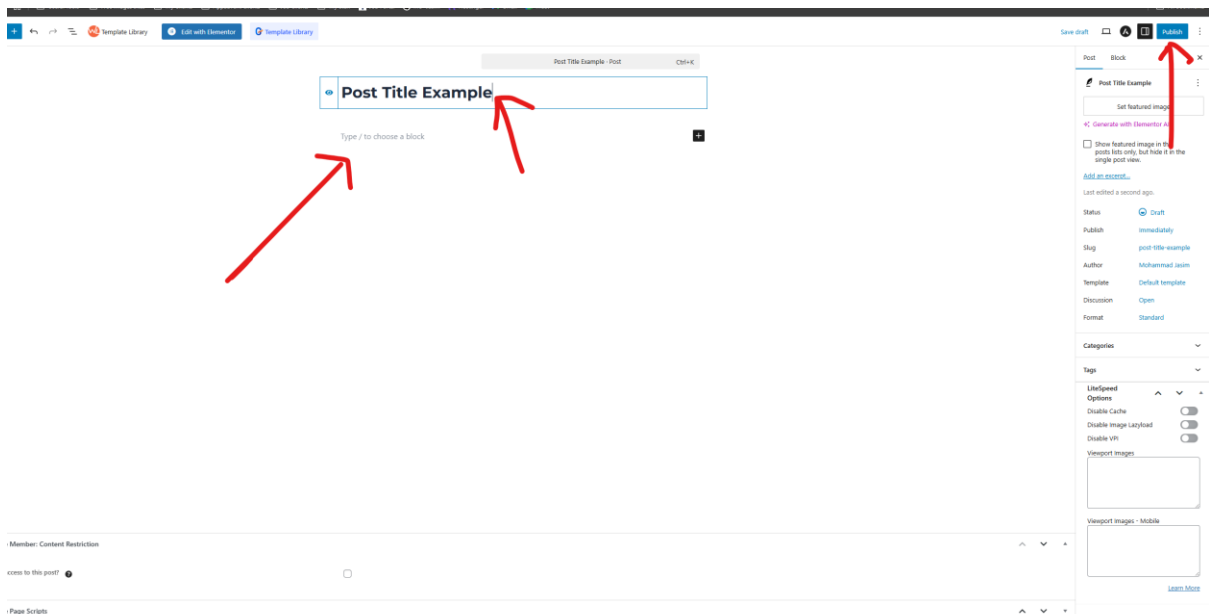 Template Library
Edit with Elementor
Template Library
Save draft
Publish
Post Title Example · Post
Ctrl+K
Post Title Example
Type / to choose a block
Post
Block
Post Title Example
Set featured image
Generate with Elementor AI
Show featured image in the
posts lists only, but hide it in the
single post view.
Add an excerpt...
Last edited a second ago.
Status
Draft
Publish
Immediately
Slug
post-title-example
Author
Mohammad Jasim
Template
Default template
Discussion
Open
Format
Standard
Categories
Tags
LiteSpeed
Options
Disable Cache
Disable Image Lazyload
Disable VPI
Viewport Images
Viewport Images - Mobile
Learn More
Member: Content Restriction
access to this post?
Page Scripts